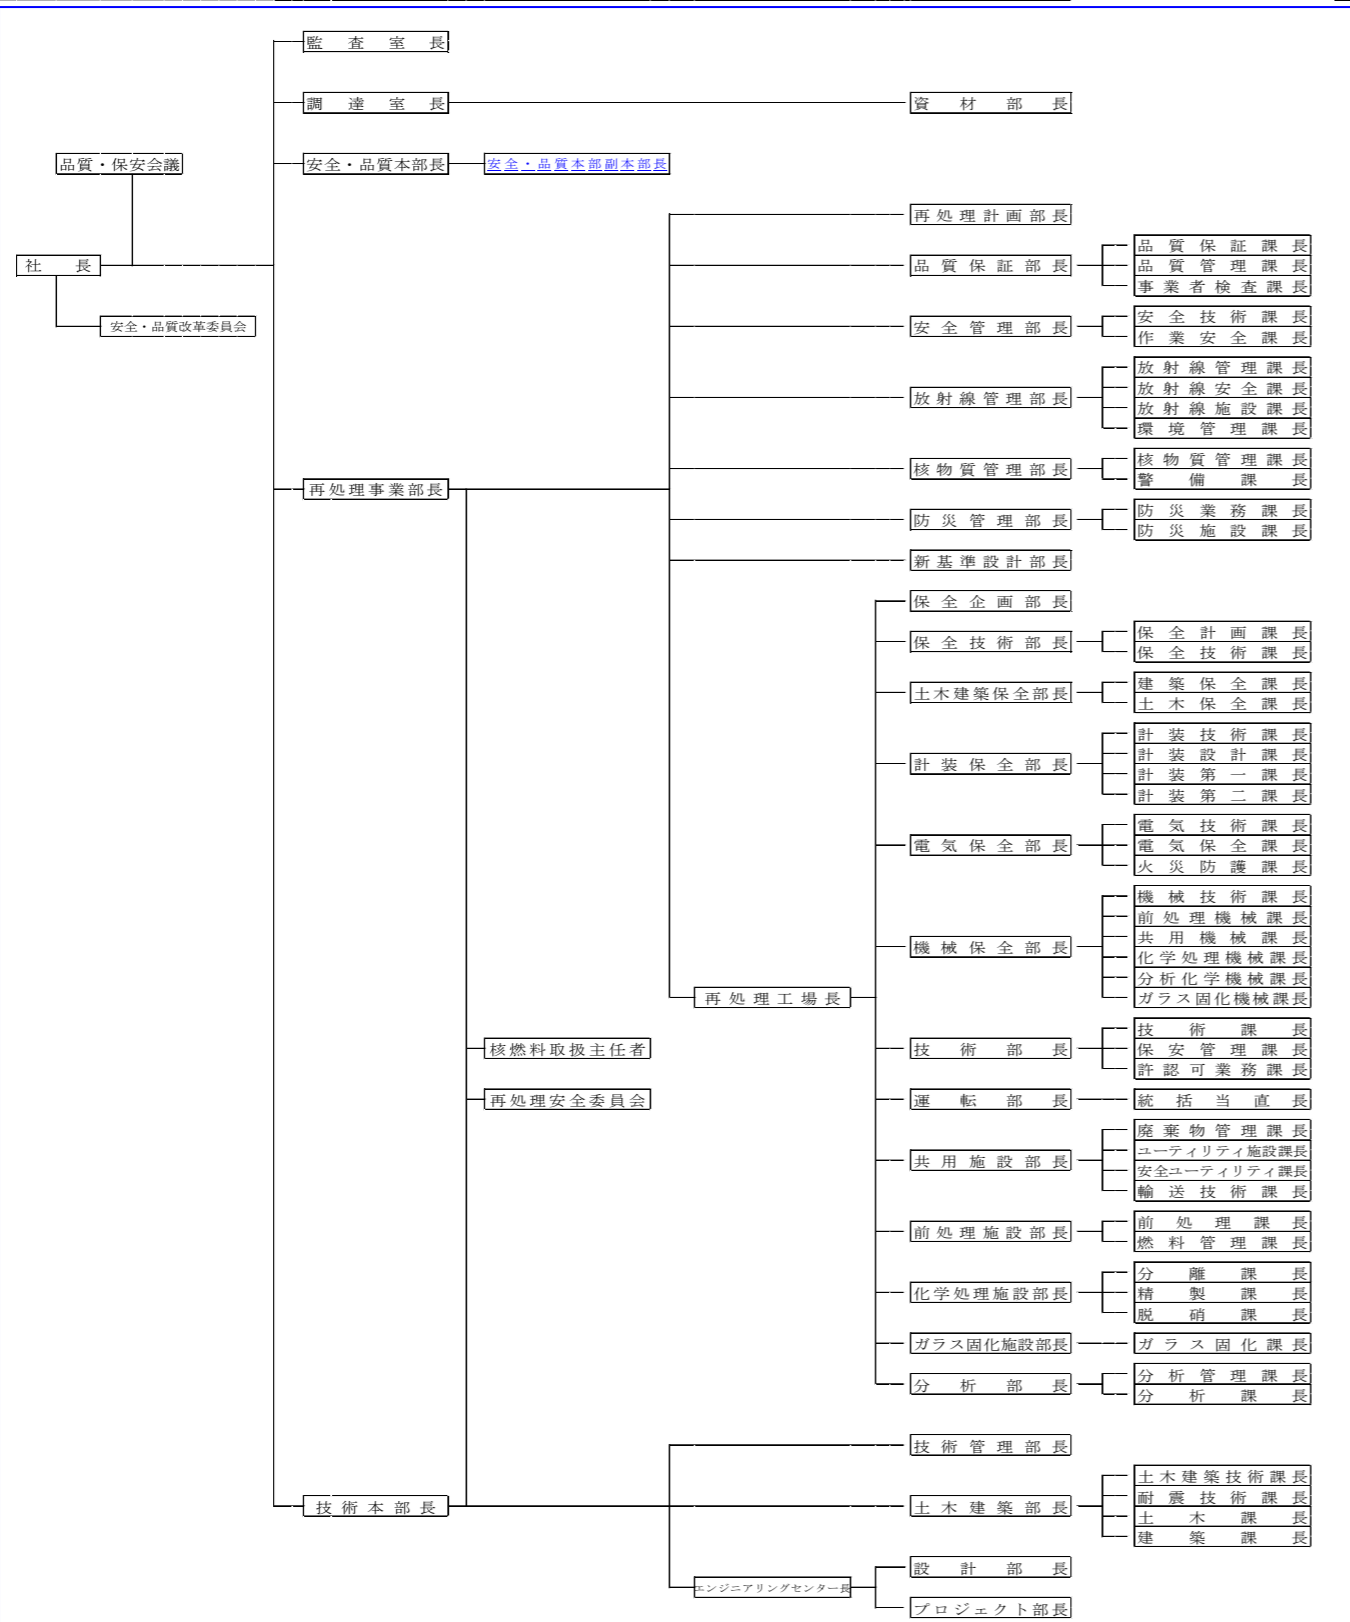 監査室長
調達室長
資材部長
品質・保安会議
安全・品質本部長
安全・品質本部副本部長
社長
安全・品質改革委員会
再処理事業部長
再処理計画部長
品質保証部長
品質保証課長
品質管理課長
事業者検査課長
安全管理部長
安全技術課長
作業安全課長
放射線管理部長
放射線管理課長
放射線安全課長
放射線施設課長
環境管理課長
核物質管理部長
核物質管理課長
警備課長
防災管理部長
防災業務課長
防災施設課長
新基準設計部長
再処理工場長
保全企画部長
保全技術部長
保全計画課長
保全技術課長
土木建築保全部長
建築保全課長
土木保全課長
計装保全部長
計装技術課長
計装設計課長
計装第一課長
計装第二課長
電気保全部長
電気技術課長
電気保全課長
火災防護課長
機械保全部長
機械技術課長
前処理機械課長
共用機械課長
化学処理機械課長
分析化学機械課長
ガラス固化機械課長
技術部長
技術課長
保安管理課長
許認可業務課長
運転部長
統括当直長
共用施設部長
廃棄物管理課長
ユーティリティ施設課長
安全ユーティリティ課長
輸送技術課長
前処理施設部長
前処理課長
燃料管理課長
化学処理施設部長
分離課長
精製課長
脱硝課長
ガラス固化施設部長
ガラス固化課長
分析部長
分析管理課長
分析課長
核燃料取扱主任者
再処理安全委員会
技術本部長
技術管理部長
土木建築部長
土木建築技術課長
耐震技術課長
土木課長
建築課長
エンジニアリングセンター長
設計部長
プロジェクト部長